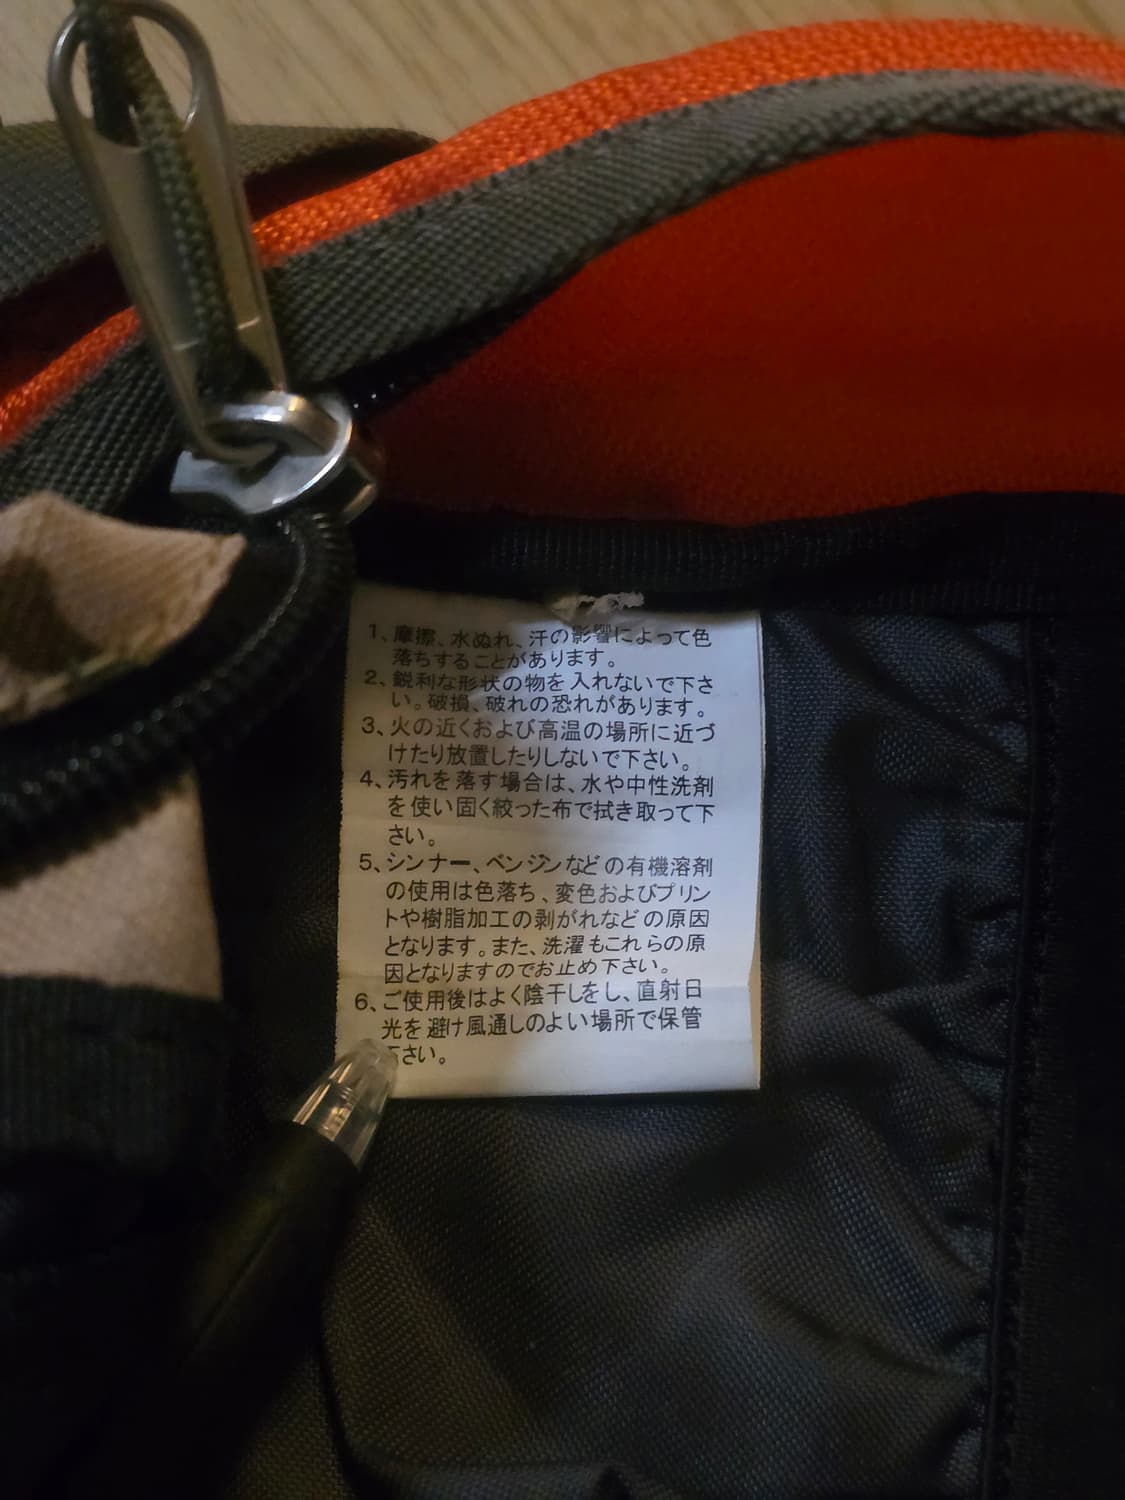 1、摩擦、水ぬれ、汗の影響によって色
落ちすることがあります。
2、鋭利な形状の物を入れないで下さ
い。破損、破れの恐れがあります。
3、火の近くおよび高温の場所に近づ
けたり放置したりしないで下さい。
4、汚れを落す場合は、水や中性洗剤
を使い固く絞った布で拭き取って下
さい。
5、シンナー、ベンジンなどの有機溶剤
の使用は色落ち、変色およびプリン
トや樹脂加工の剥がれなどの原因
となります。また、洗濯もこれらの原
因となりますのでお止め下さい。
6、ご使用後はよく陰干しをし、直射日
光を避け風通しのよい場所で保管
下さい。